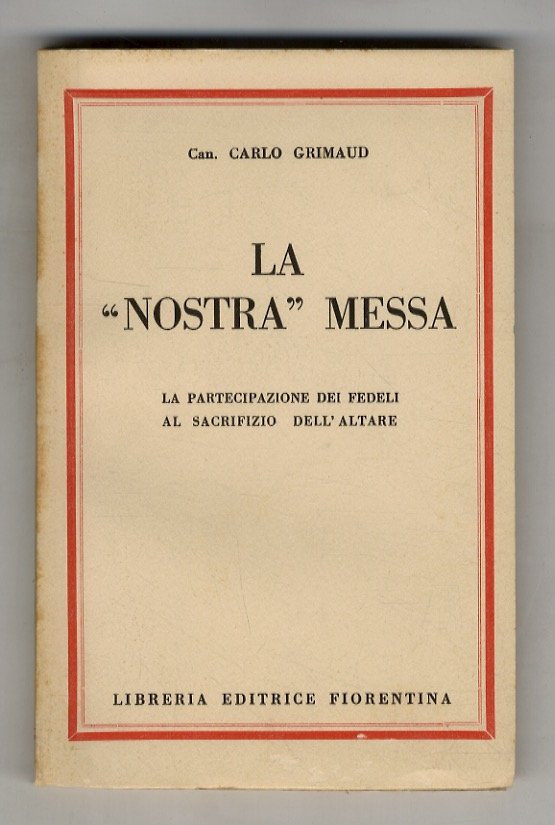 Can. CARLO GRIMAUD
LA
“NOSTRA” MESSA
LA PARTECIPAZIONE DEI FEDELI
AL SACRIFIZIO DELL'ALTARE
LIBRERIA EDITRICE FIORENTINA